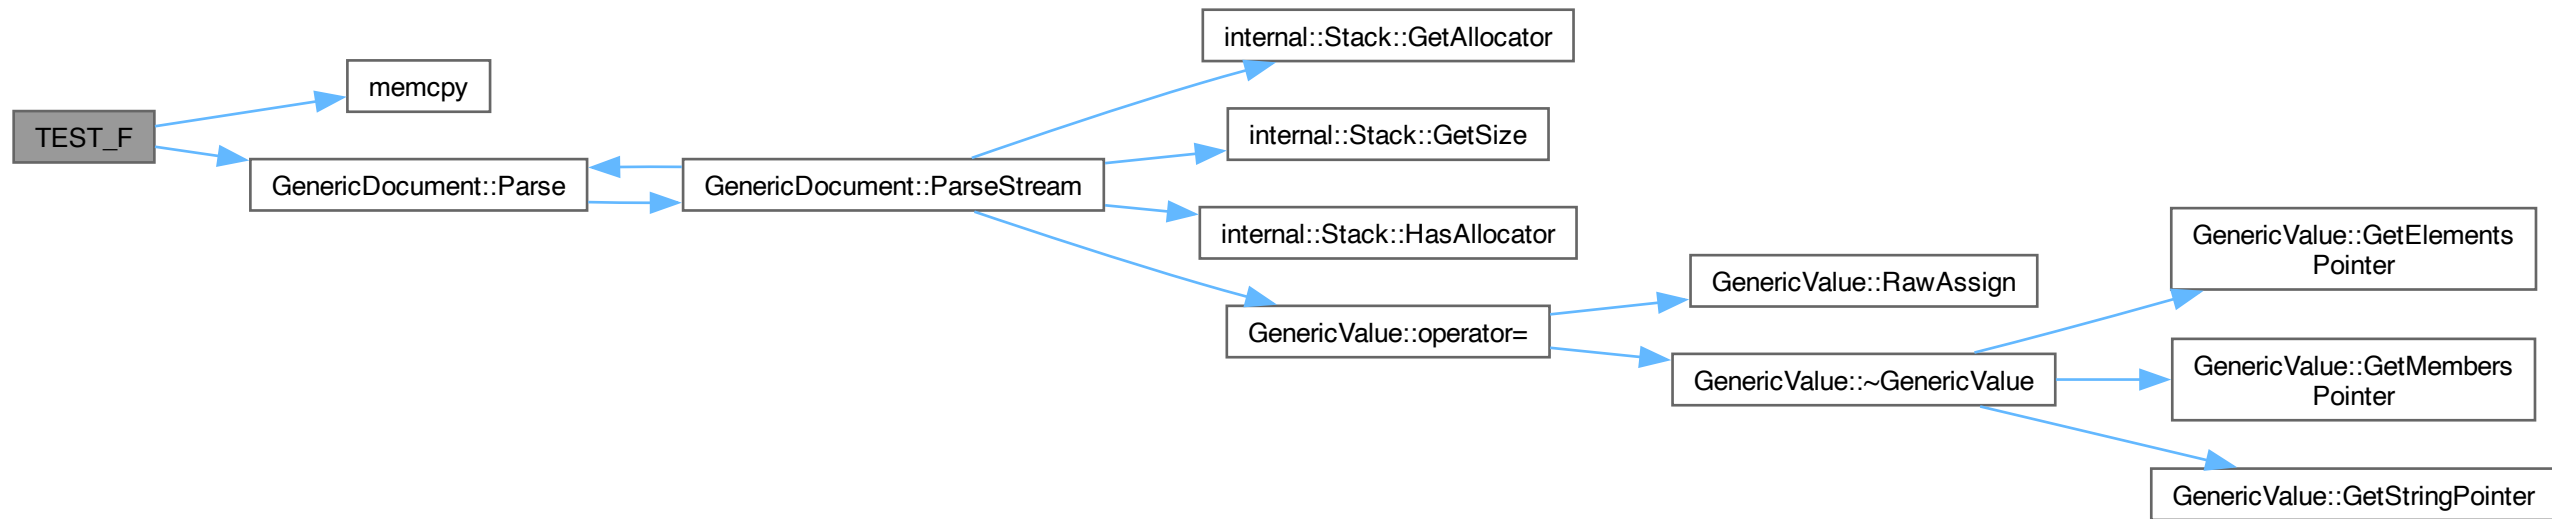 TEST_F
memcpy
GenericDocument::Parse
GenericDocument::ParseStream
internal::Stack::GetAllocator
internal::Stack::GetSize
internal::Stack::HasAllocator
GenericValue::operator=
GenericValue::RawAssign
GenericValue::~GenericValue
GenericValue::GetElements
Pointer
GenericValue::GetMembers
Pointer
GenericValue::GetStringPointer